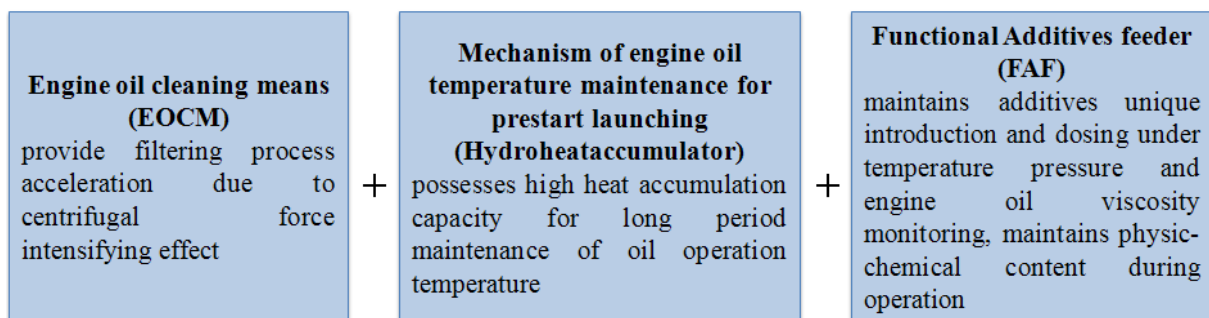 Engine oil cleaning means
(EOCM)
provide filtering process
acceleration due to
centrifugal force
intensifying effect
+
Mechanism of engine oil
temperature maintenance for
prestart launching
(Hydroheataccumulator)
possesses high heat accumulation
capacity for long period
maintenance of oil operation
temperature
+
Functional Additives feeder
(FAF)
maintains additives unique
introduction and dosing under
temperature pressure and
engine oil viscosity
monitoring, maintains physic-
chemical content during
operation